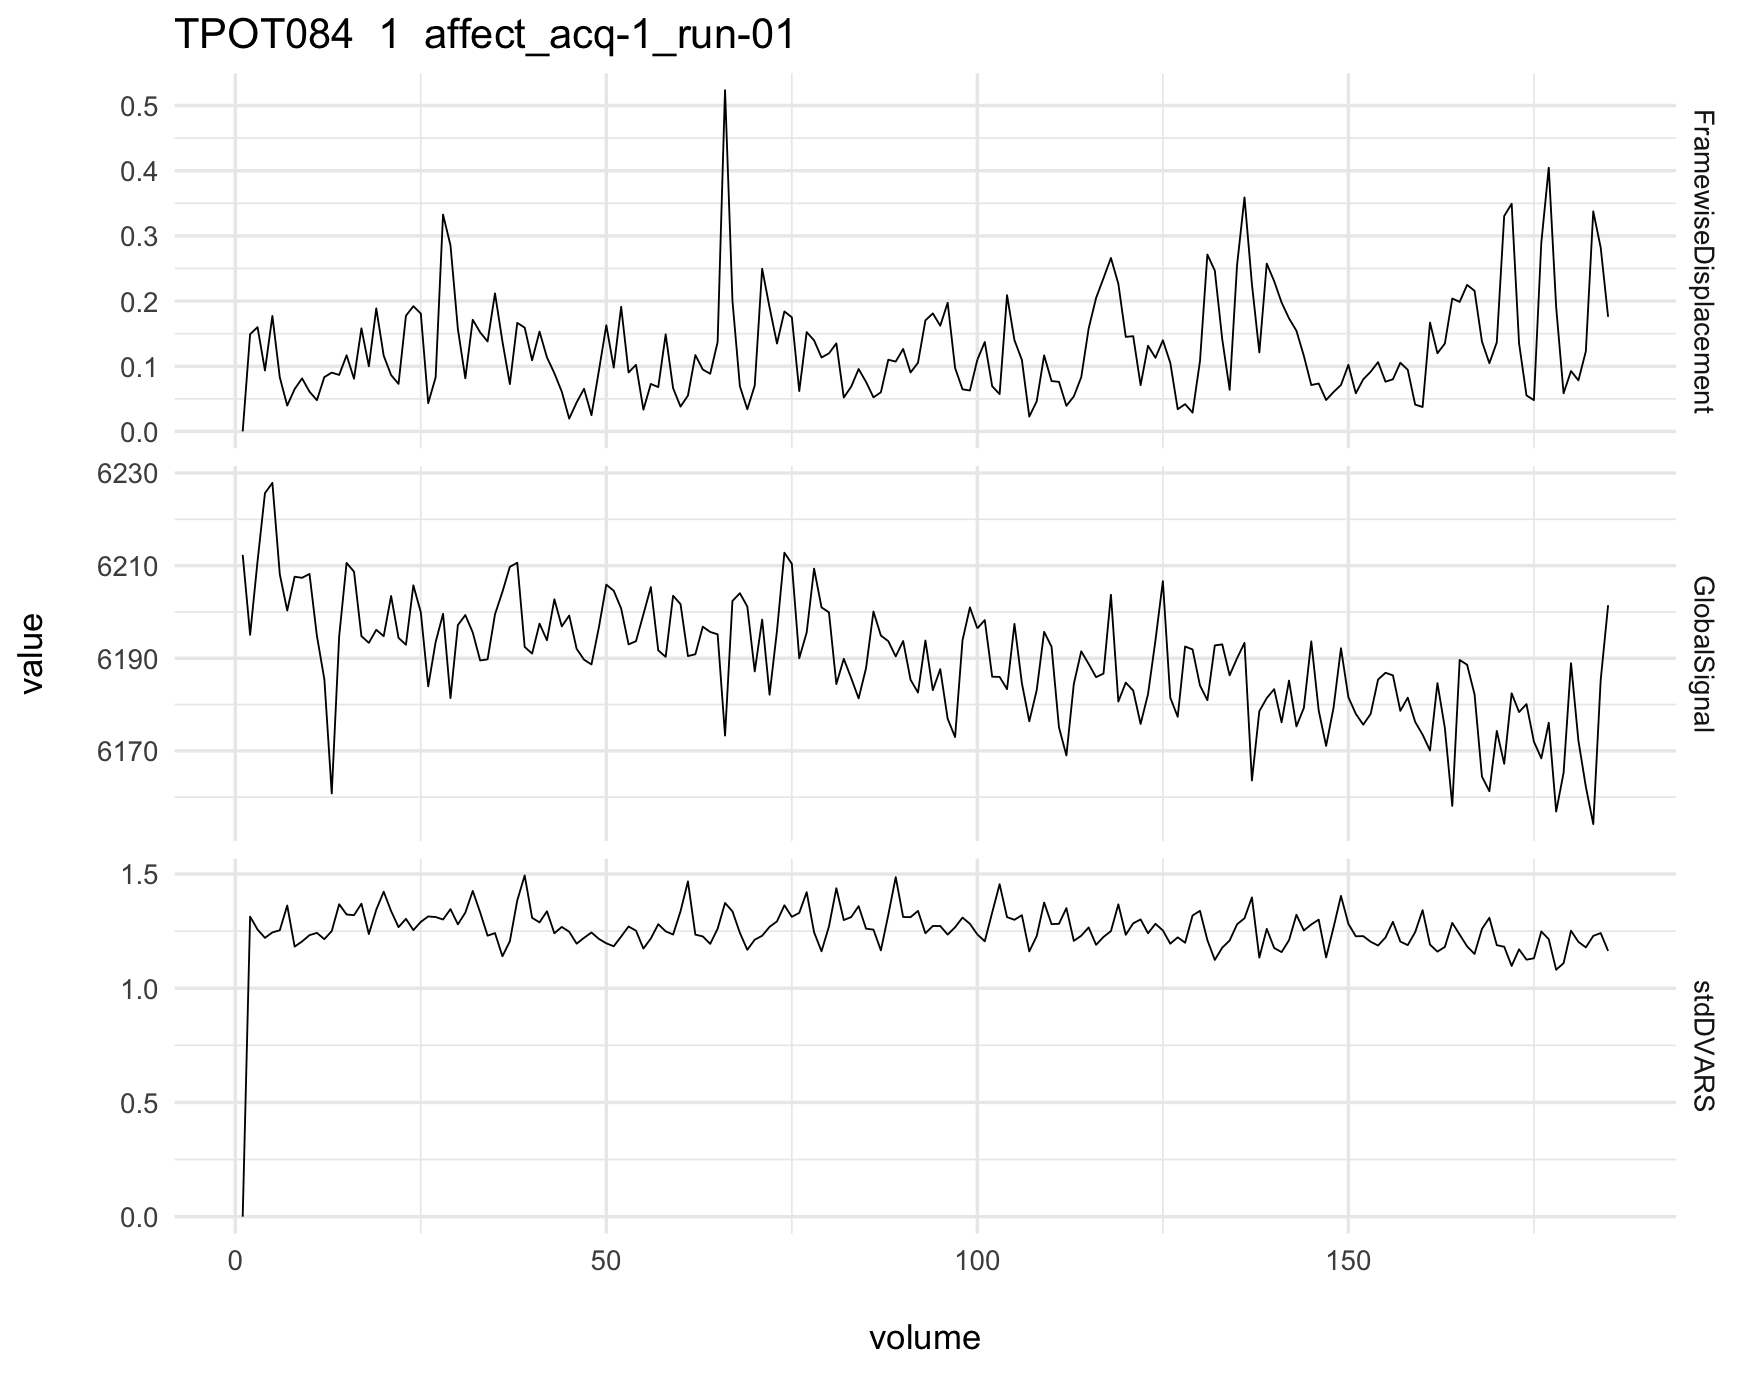 TPOT084 1 affect_acq-1_run-01
0.5
0.4
0.3
0.2
0.1
0.0
FramewiseDisplacement
6230
6210
6190
6170
GlobalSignal
value
1.5
1.0
0.5
0.0
stdDVARS
0 50 100 150
volume